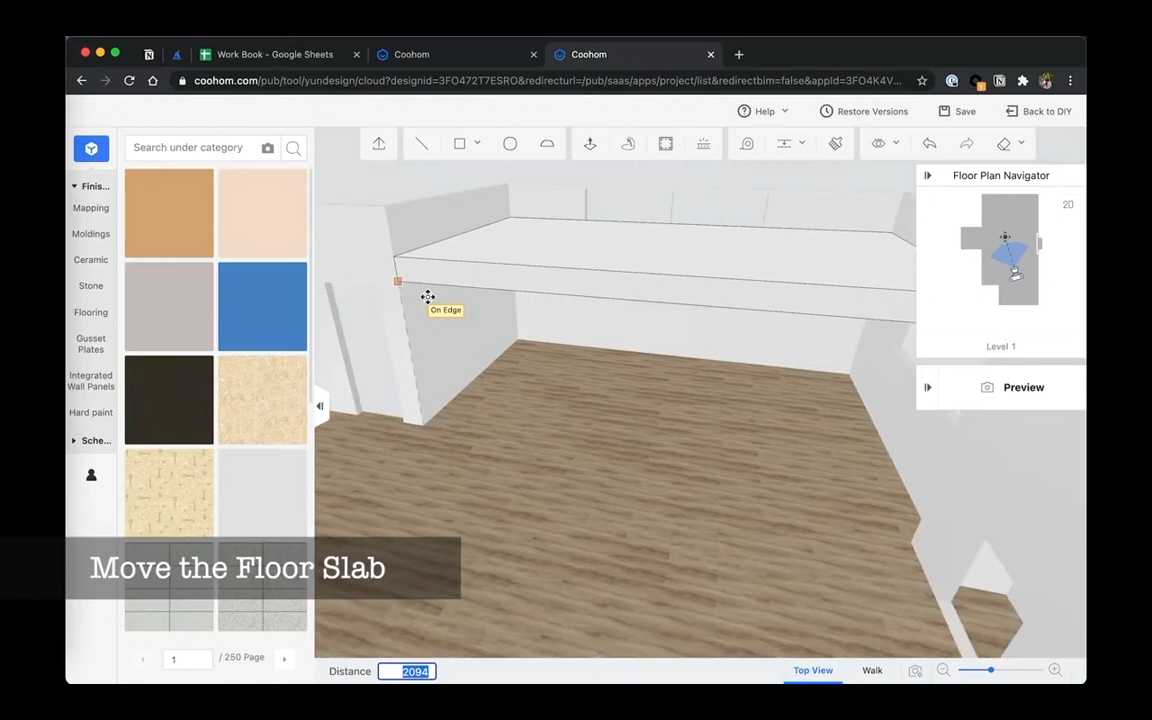 Work Book - Google Sheets
Coohom
Coohom
coohom.com/pub/tool/yundesign/cloud?designid=3FO472T7ESRO&redirecturl=/pub/saas/apps/project/list&redirectbim=false&appId=3FO4K4V...
Help
Restore Versions
Save
Back to DIY
Search under category
Finis...
Mapping
Moldings
Ceramic
Stone
Flooring
Gusset
Plates
Integrated
Wall Panels
Hard paint
Sche...
Floor Plan Navigator
20
Level 1
Preview
On Edge
Move the Floor Slab
1
/ 250 Page
Distance
2094
Top View
Walk